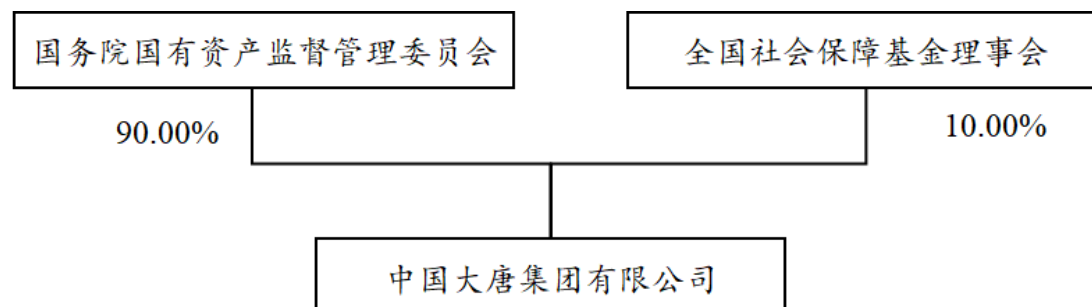 国务院国有资产监督管理委员会
全国社会保障基金理事会
90.00%
10.00%
中国大唐集团有限公司